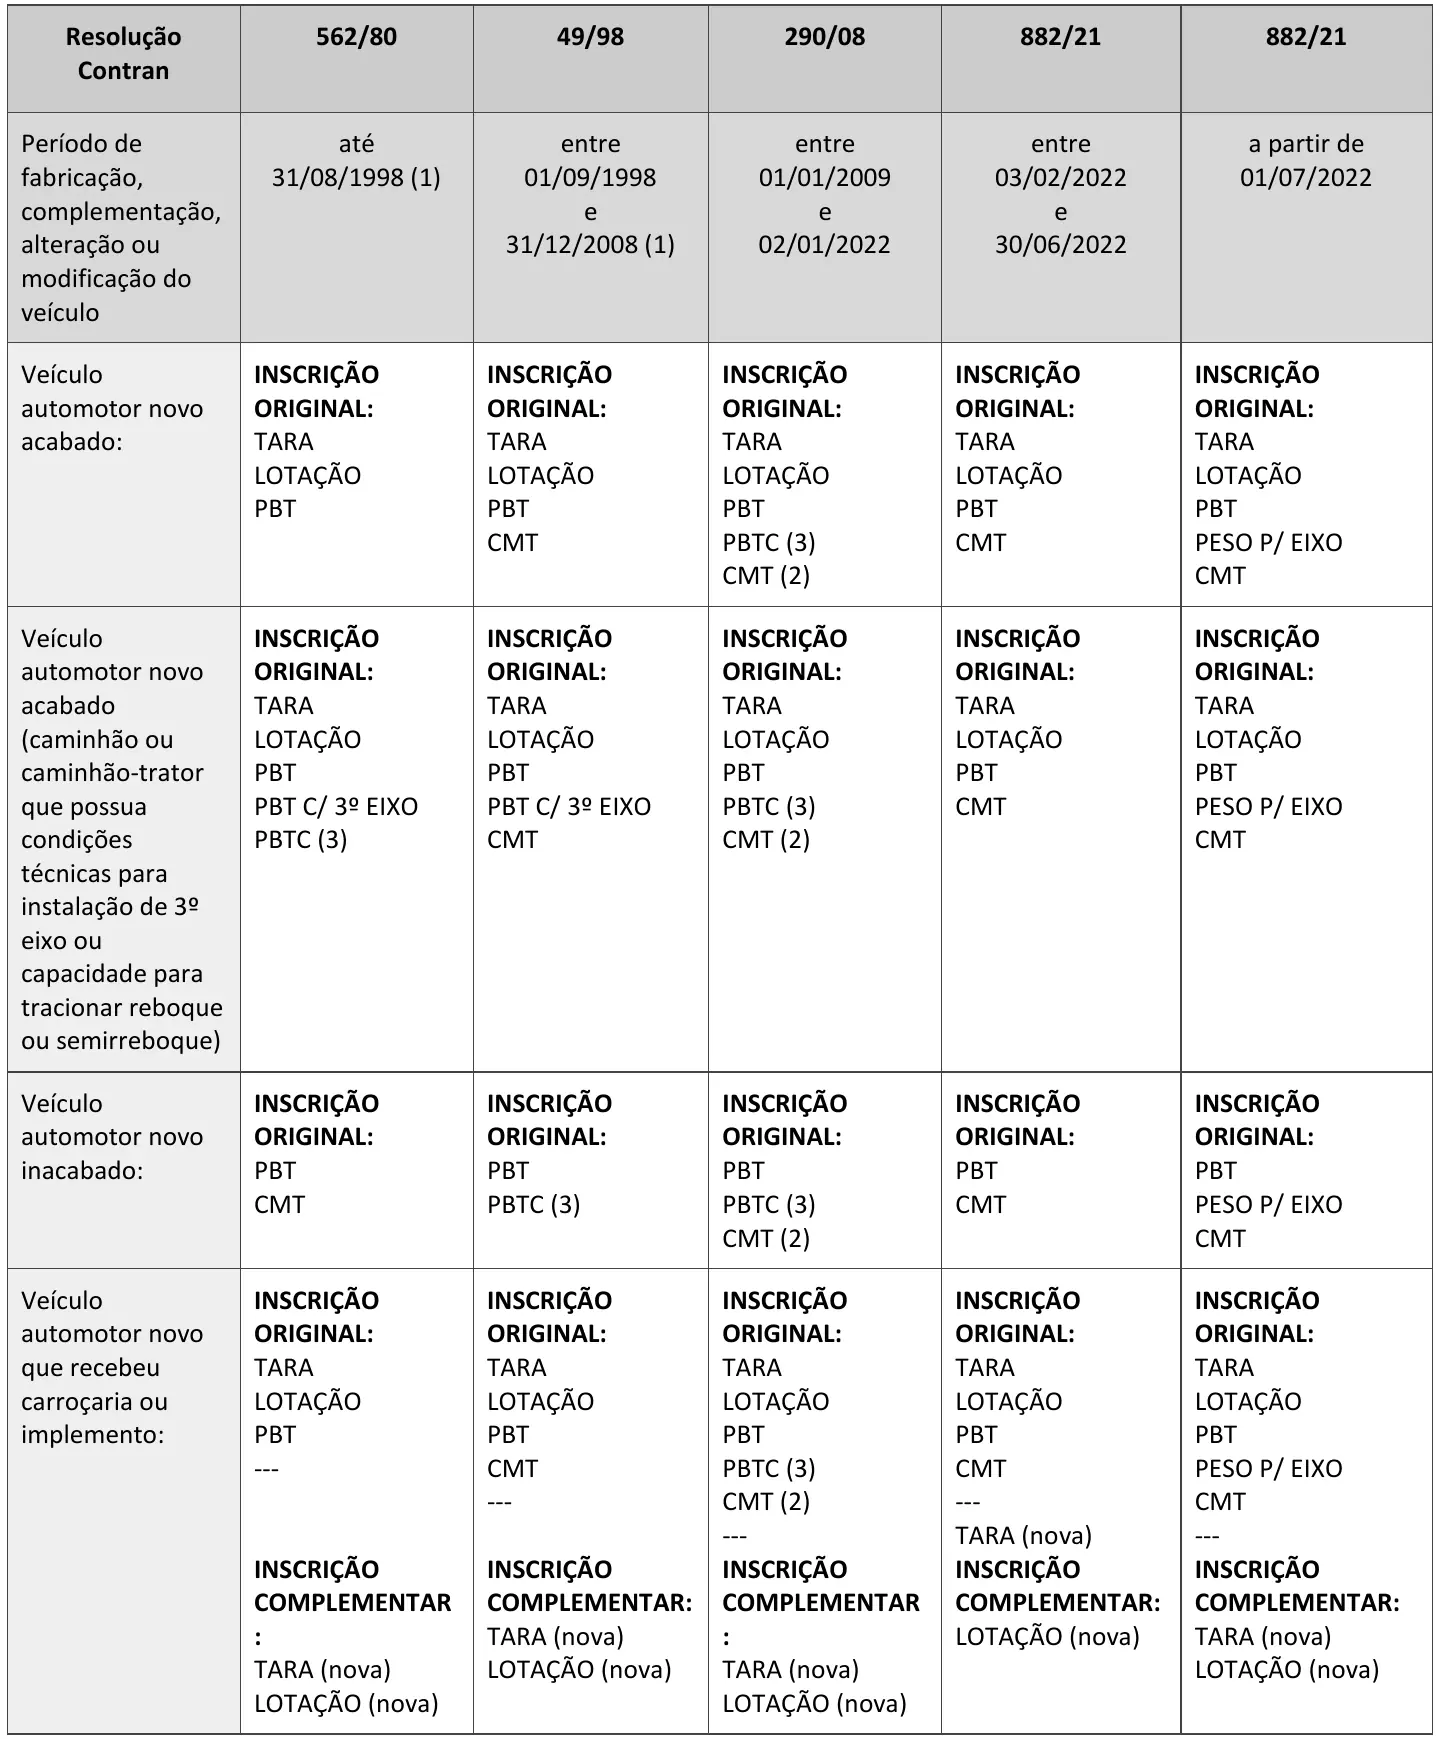 Resolução
Contran
562/80
49/98
290/08
882/21
882/21
Período de
fabricação,
complementação,
alteração ou
modificação do
veículo
até
31/08/1998 (1)
entre
01/09/1998
e
31/12/2008 (1)
entre
01/01/2009
e
02/01/2022
entre
03/02/2022
e
30/06/2022
a partir de
01/07/2022
Veículo
automotor novo
acabado:
INSCRIÇÃO
ORIGINAL:
TARA
LOTAÇÃO
PBT
INSCRIÇÃO
ORIGINAL:
TARA
LOTAÇÃO
PBT
CMT
INSCRIÇÃO
ORIGINAL:
TARA
LOTAÇÃO
PBT
PBTC (3)
CMT (2)
INSCRIÇÃO
ORIGINAL:
TARA
LOTAÇÃO
PBT
CMT
INSCRIÇÃO
ORIGINAL:
TARA
LOTAÇÃO
PBT
PESO P/ EIXO
CMT
Veículo
automotor novo
acabado
(caminhão ou
caminhão-trator
que possua
condições
técnicas para
instalação de 3º
eixo ou
capacidade para
tracionar reboque
ou semirreboque)
INSCRIÇÃO
ORIGINAL:
TARA
LOTAÇÃO
PBT
PBT C/ 3º EIXO
PBTC (3)
INSCRIÇÃO
ORIGINAL:
TARA
LOTAÇÃO
PBT
PBT C/ 3º EIXO
CMT
INSCRIÇÃO
ORIGINAL:
TARA
LOTAÇÃO
PBT
PBTC (3)
CMT (2)
INSCRIÇÃO
ORIGINAL:
TARA
LOTAÇÃO
PBT
CMT
INSCRIÇÃO
ORIGINAL:
TARA
LOTAÇÃO
PBT
PESO P/ EIXO
CMT
Veículo
automotor novo
inacabado:
INSCRIÇÃO
ORIGINAL:
PBT
CMT
INSCRIÇÃO
ORIGINAL:
PBT
PBTC (3)
INSCRIÇÃO
ORIGINAL:
PBT
PBTC (3)
CMT (2)
INSCRIÇÃO
ORIGINAL:
PBT
CMT
INSCRIÇÃO
ORIGINAL:
PBT
PESO P/ EIXO
CMT
Veículo
automotor novo
que recebeu
carroçaria ou
implemento:
INSCRIÇÃO
ORIGINAL:
TARA
LOTAÇÃO
PBT
---
INSCRIÇÃO
COMPLEMENTAR
:
TARA (nova)
LOTAÇÃO (nova)
INSCRIÇÃO
ORIGINAL:
TARA
LOTAÇÃO
PBT
CMT
---
INSCRIÇÃO
COMPLEMENTAR:
TARA (nova)
LOTAÇÃO (nova)
INSCRIÇÃO
ORIGINAL:
TARA
LOTAÇÃO
PBT
PBTC (3)
CMT (2)
---
INSCRIÇÃO
COMPLEMENTAR
:
TARA (nova)
LOTAÇÃO (nova)
INSCRIÇÃO
ORIGINAL:
TARA
LOTAÇÃO
PBT
CMT
---
TARA (nova)
INSCRIÇÃO
COMPLEMENTAR:
LOTAÇÃO (nova)
INSCRIÇÃO
ORIGINAL:
TARA
LOTAÇÃO
PBT
PESO P/ EIXO
CMT
---
INSCRIÇÃO
COMPLEMENTAR:
TARA (nova)
LOTAÇÃO (nova)